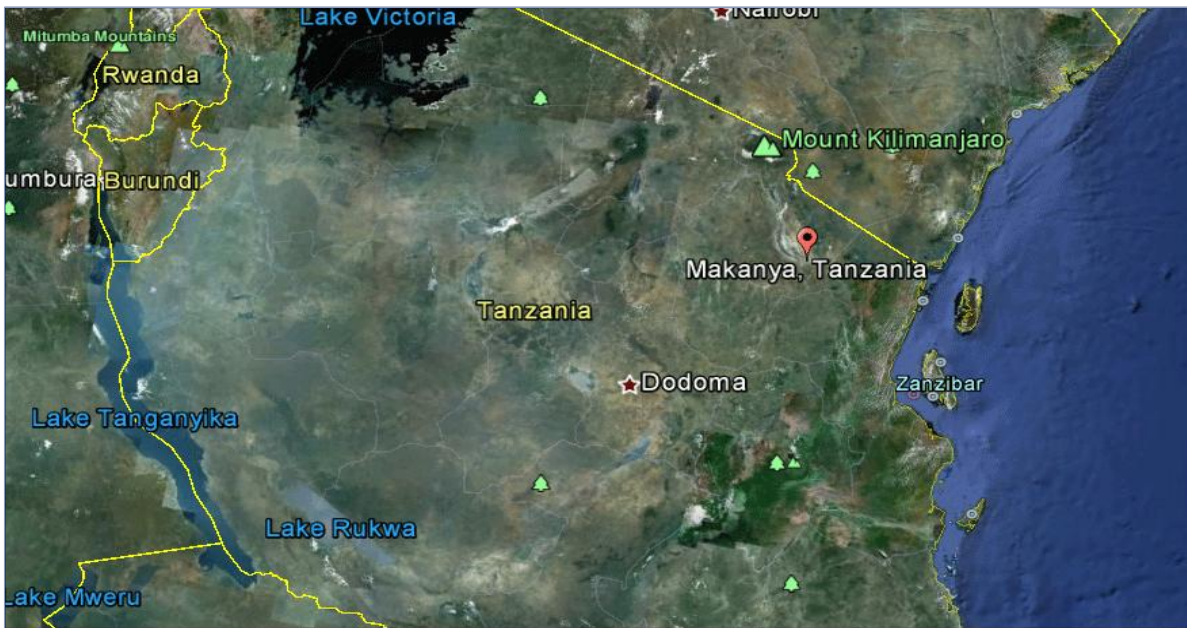 Lake Victoria
Nairobi
Mitumba Mountains
Rwanda
Mount Kilimanjaro
umbura
Burundi
Makanya, Tanzania
Tanzania
Dodoma
Zanzibar
Lake Tanganyika
Lake Rukwa
Lake Mweru